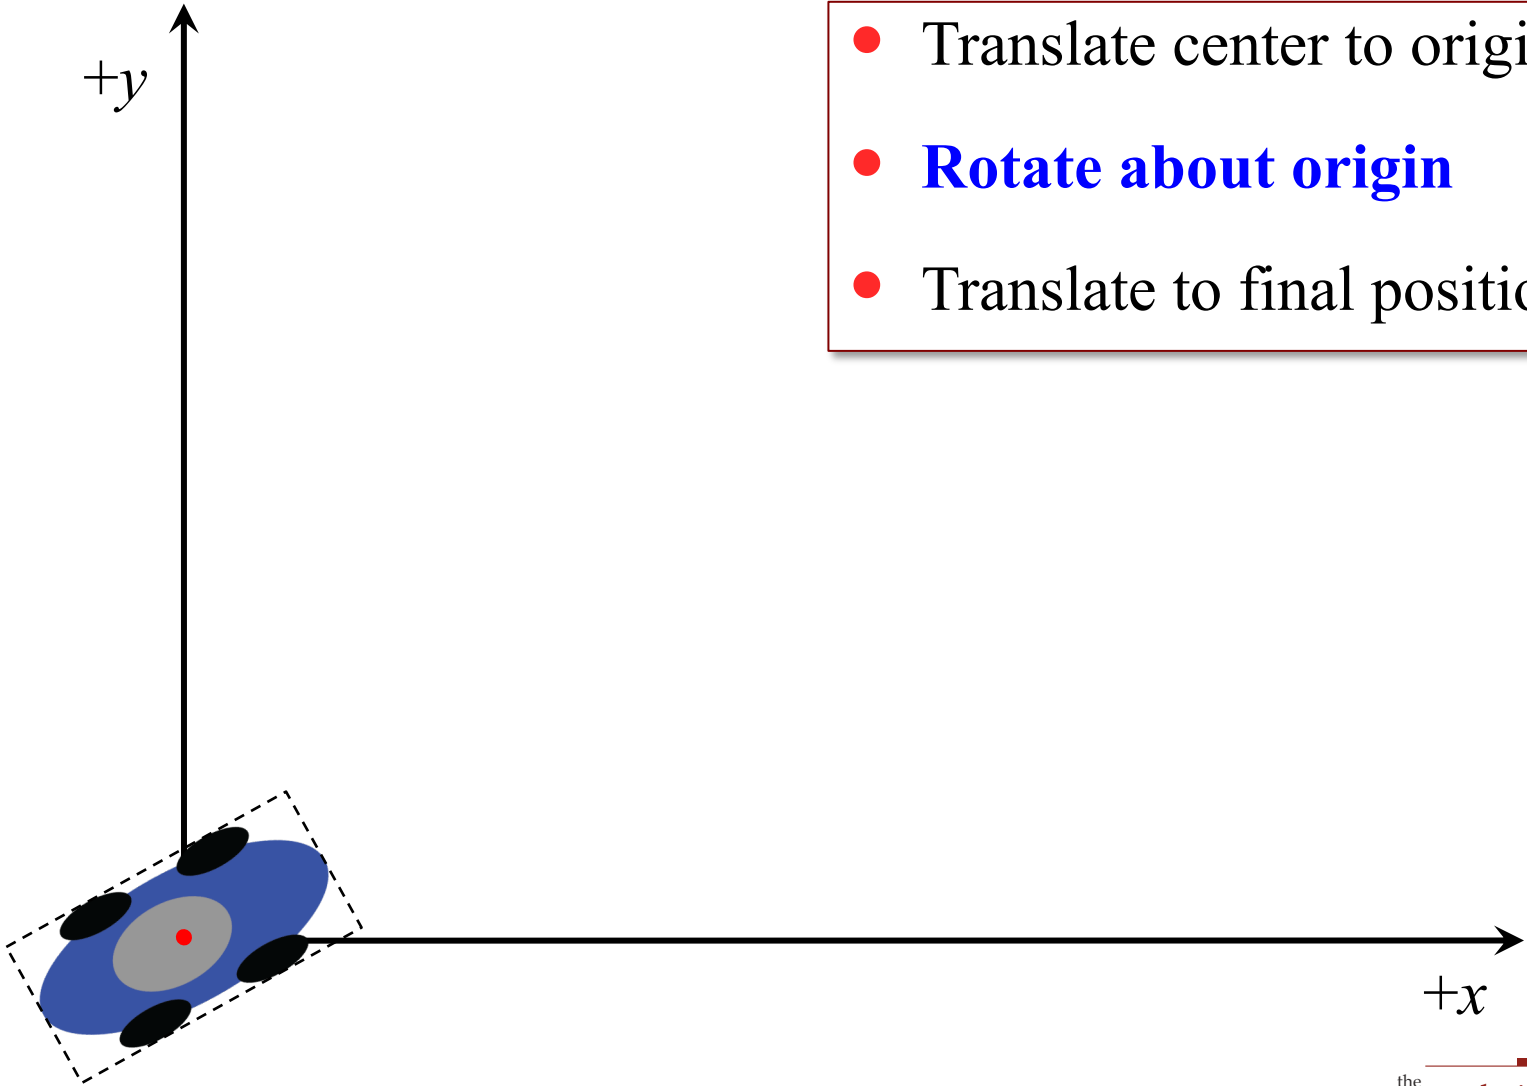 +y
Translate center to origi
Rotate about origin
Translate to final positio
+x
the